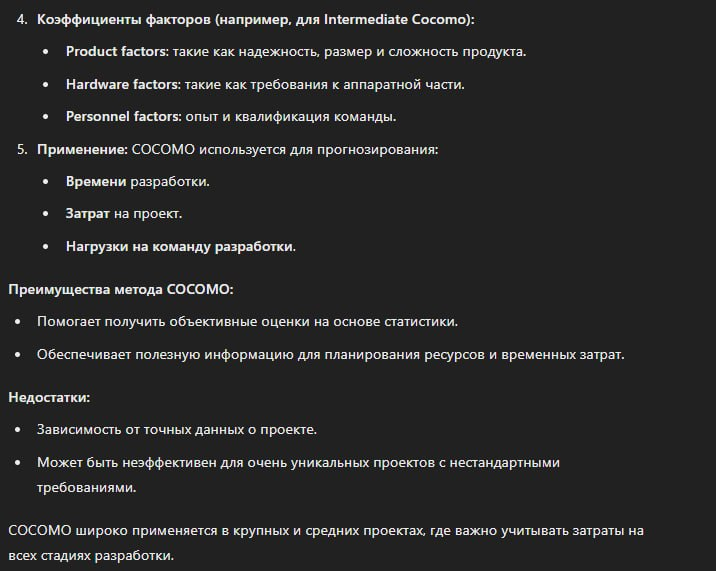 4. Коэффициенты факторов (например, для Intermediate Cocomo):
• Product factors: такие как надежность, размер и сложность продукта.
• Hardware factors: такие как требования к аппаратной части.
• Personnel factors: опыт и квалификация команды.
5. Применение: COCOMO используется для прогнозирования:
• Времени разработки.
• Затрат на проект.
• Нагрузки на команду разработки.
Преимущества метода COCOMO:
• Помогает получить объективные оценки на основе статистики.
• Обеспечивает полезную информацию для планирования ресурсов и временных затрат.
Недостатки:
• Зависимость от точных данных о проекте.
• Может быть неэффективен для очень уникальных проектов с нестандартными
требованиями.
COCOMO широко применяется в крупных и средних проектах, где важно учитывать затраты на
всех стадиях разработки.